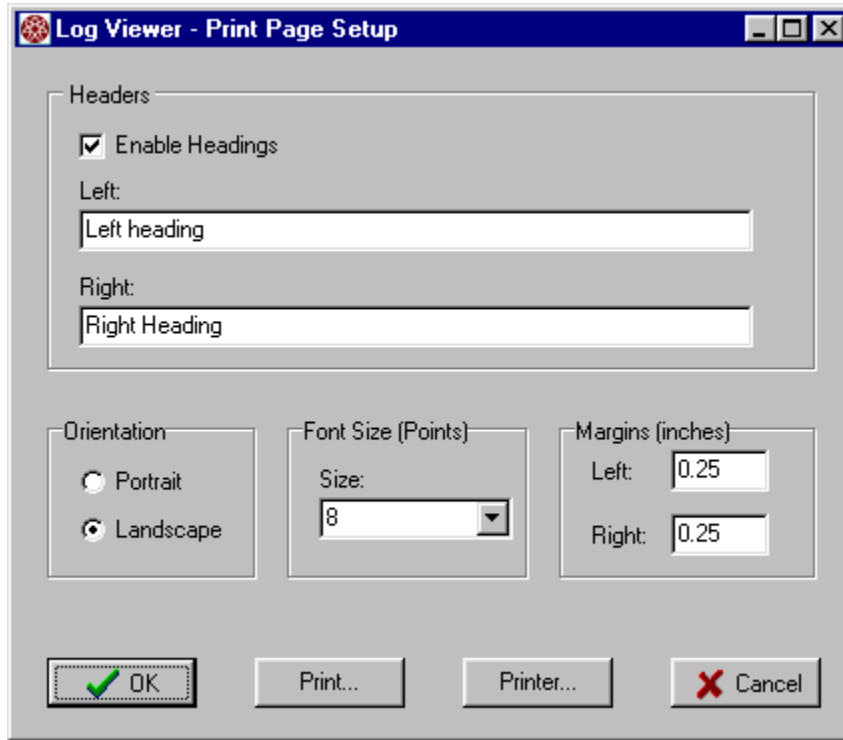 Log Viewer - Print Page Setup
Headers
Enable Headings
Left:
Left heading
Right:
Right Heading
Orientation
Portrait
Landscape
Font Size (Points)
Size:
8
Margins (inches)
Left: 0.25
Right: 0.25
OK
Print...
Printer...
Cancel